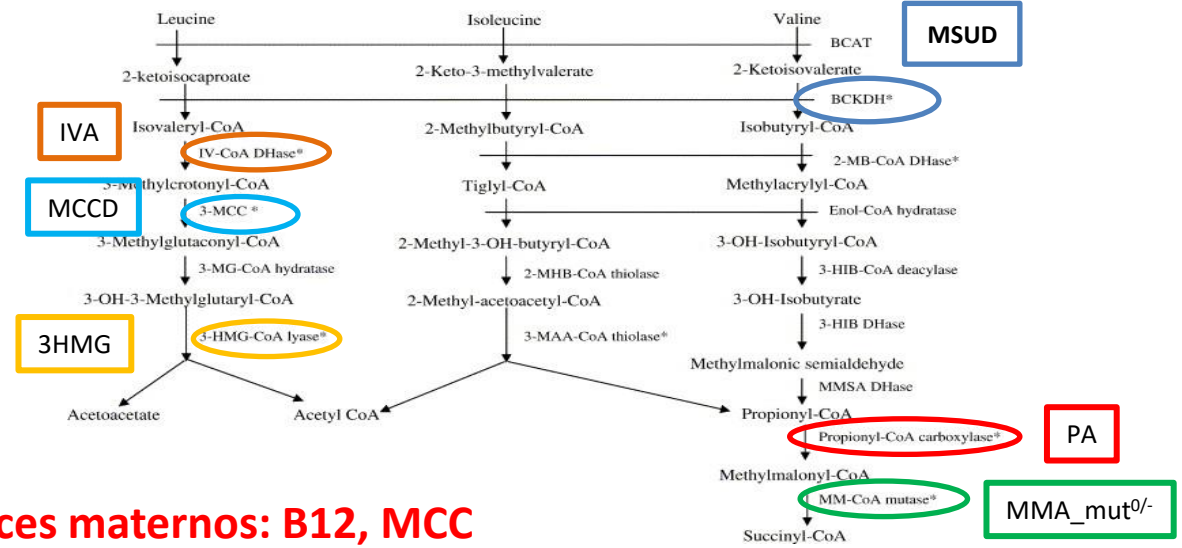 Leucine Isoleucine Valine
BCAT
MSUD
2-ketoisocaproate 2-Keto-3-methylvalerate 2-Ketoisovalerate
BCKDH*
IVA
Isovaleryl-CoA 2-Methylbutyryl-CoA Isobutyryl-CoA
IV-CoA DHase* 2-MB-CoA DHase*
3-Methylcrotonyl-CoA Tiglyl-CoA Methylacrylyl-CoA
MCCD
3-MCC * Enol-CoA hydratase
3-Methylglutaconyl-CoA 2-Methyl-3-OH-butyryl-CoA 3-OH-Isobutyryl-CoA
3-MG-CoA hydratase 2-MHB-CoA thiolase 3-HIB-CoA deacylase
3-OH-3-Methylglutaryl-CoA 2-Methyl-acetoacetyl-CoA 3-OH-Isobutyrate
3HMG
3-HMG-CoA lyase* 3-MAA-CoA thiolase* 3-HIB DHase
Methylmalonic semialdehyde
MMSA DHase
Acetoacetate Acetyl CoA Propionyl-CoA
Propionyl-CoA carboxylase*
PA
Methylmalonyl-CoA
MM-CoA mutase*
MMA_mut0/-
Succinyl-CoA
ces maternos: B12, MCC